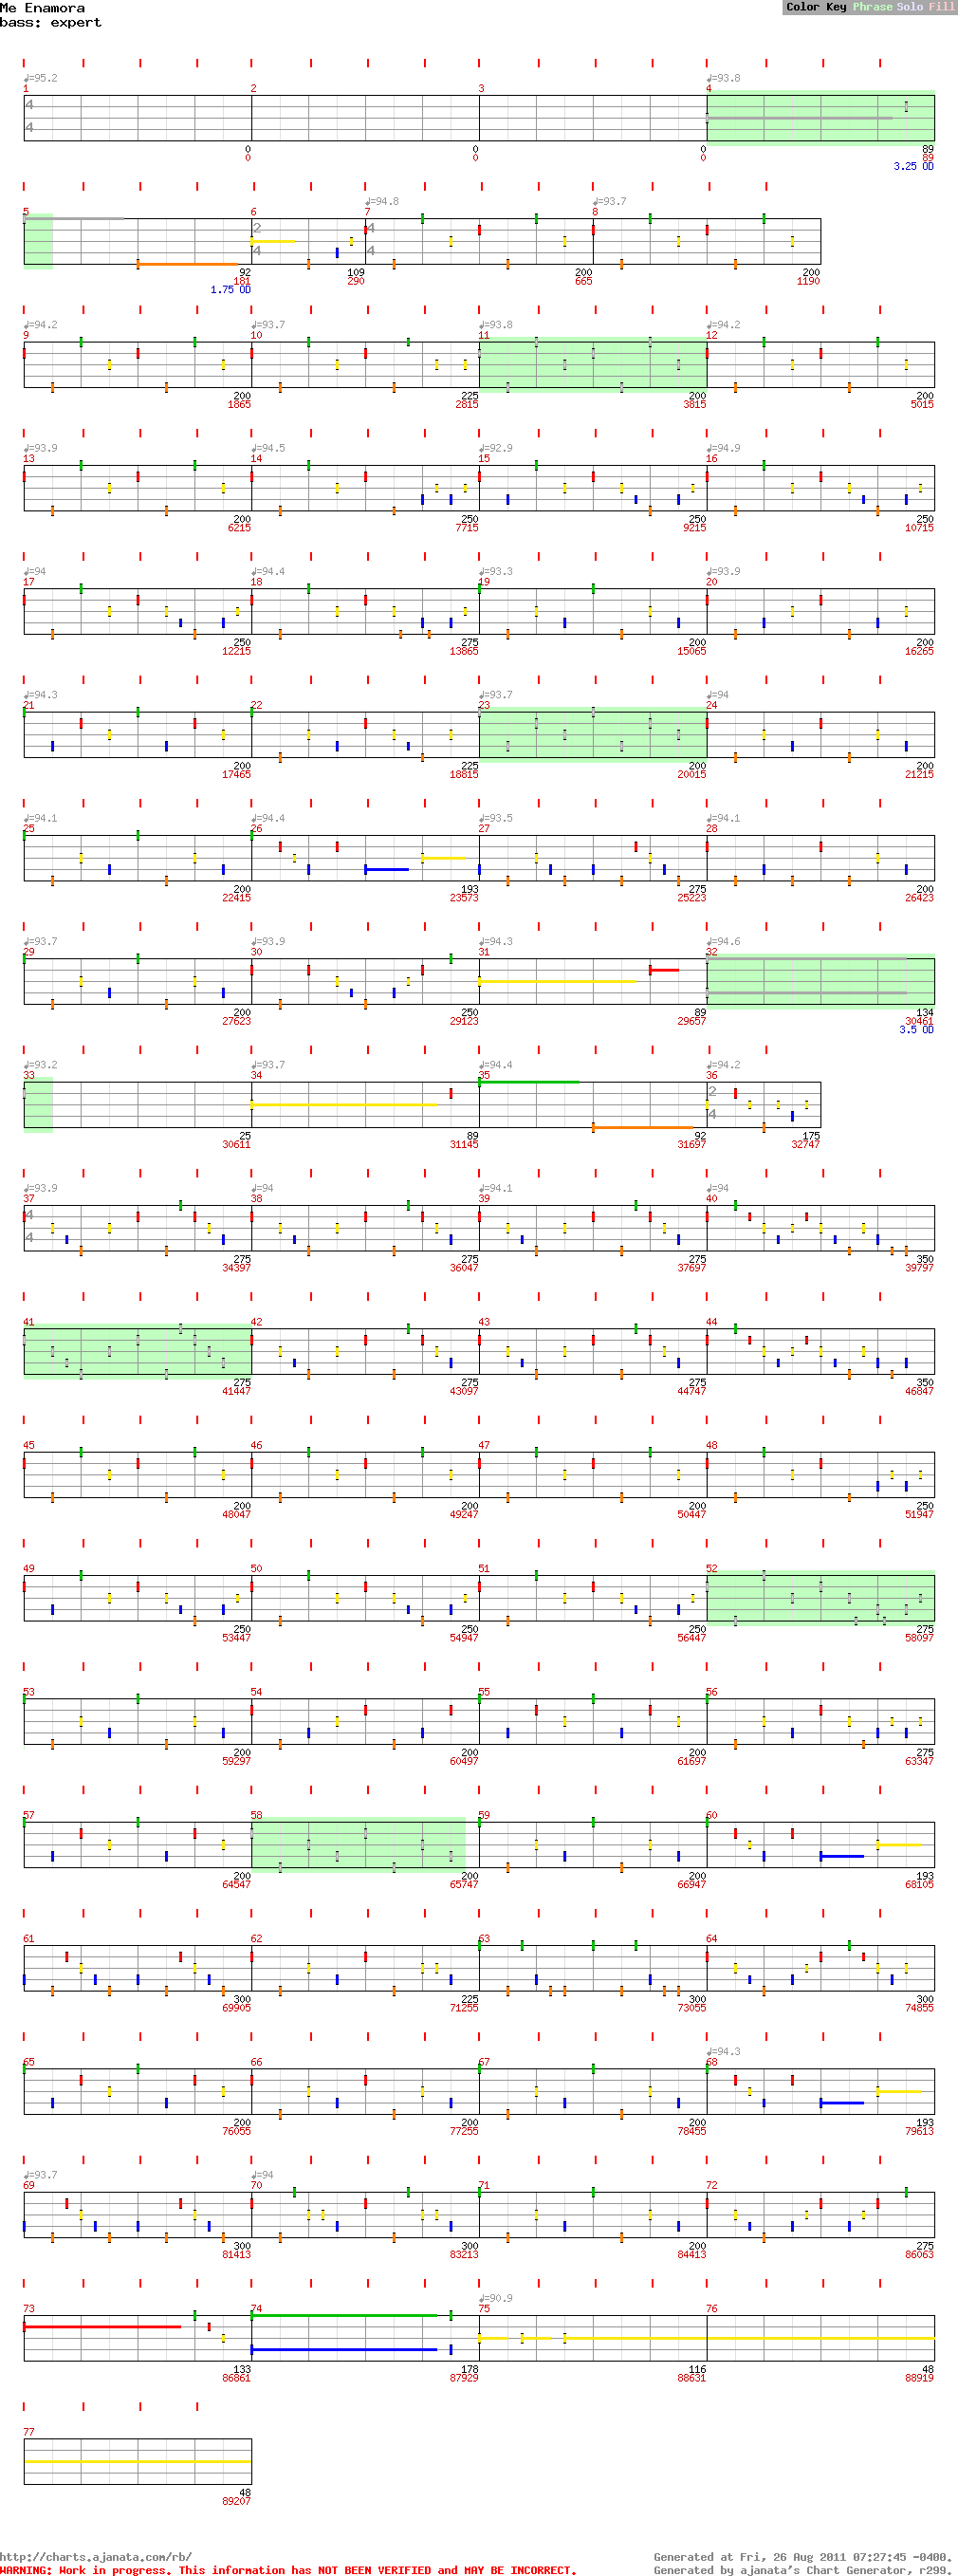 Me Enamora
Color Key Phrase Solo Fill
bass: expert
♩=95.2 ♩=93.8
1 2 3 4
4
4
0 0 0 89
0 0 0 89
3.25 OD
♩=94.8 ♩=93.7
5 6 7 8
2 4
4 4
92 109 200 200
181 290 665 1190
1.75 OD
♩=94.2 ♩=93.7 ♩=93.8 ♩=94.2
9 10 11 12
200 225 200 200
1865 2815 3815 5015
♩=93.9 ♩=94.5 ♩=92.9 ♩=94.9
13 14 15 16
200 250 250 250
6215 7715 9215 10715
♩=94 ♩=94.4 ♩=93.3 ♩=93.9
17 18 19 20
250 275 200 200
12215 13865 15065 16265
♩=94.3 ♩=93.7 ♩=94
21 22 23 24
200 225 200 200
17465 18815 20015 21215
♩=94.1 ♩=94.4 ♩=93.5 ♩=94.1
25 26 27 28
200 193 275 200
22415 23573 25223 26423
♩=93.7 ♩=93.9 ♩=94.3 ♩=94.6
29 30 31 32
200 250 89 134
27623 29123 29657 30461
3.5 OD
♩=93.2 ♩=93.7 ♩=94.4 ♩=94.2
33 34 35 36
2
4
25 89 92 175
30611 31145 31697 32747
♩=93.9 ♩=94 ♩=94.1 ♩=94
37 38 39 40
4
4
275 275 275 350
34397 36047 37697 39797
41 42 43 44
275 275 275 350
41447 43097 44747 46847
45 46 47 48
200 200 200 250
48047 49247 50447 51947
49 50 51 52
250 250 250 275
53447 54947 56447 58097
53 54 55 56
200 200 200 275
59297 60497 61697 63347
57 58 59 60
200 200 200 193
64547 65747 66947 68105
61 62 63 64
300 225 300 300
69905 71255 73055 74855
♩=94.3
65 66 67 68
200 200 200 193
76055 77255 78455 79613
♩=93.7 ♩=94
69 70 71 72
300 300 200 275
81413 83213 84413 86063
♩=90.9
73 74 75 76
133 178 116 48
86861 87929 88631 88919
77
48
89207
http://charts.ajanata.com/rb/
Generated at Fri, 26 Aug 2011 07:27:45 -0400.
WARNING: Work in progress. This information has NOT BEEN VERIFIED and MAY BE INCORRECT.
Generated by ajanata's Chart Generator, r299.